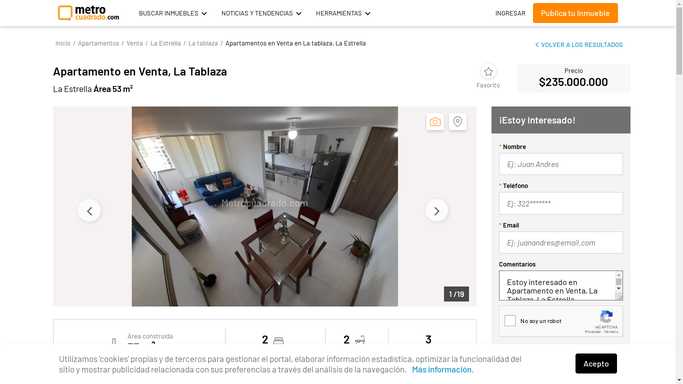 metro
cuadrado.com
BUSCAR INMUEBLES
NOTICIAS Y TENDENCIAS
HERRAMIENTAS
INGRESAR
Publica tu inmueble
Inicio / Apartamentos / Venta / La Estrella / La tablaza / Apartamentos en Venta en La tablaza, La Estrella
VOLVER A LOS RESULTADOS
Apartamento en Venta, La Tablaza
La Estrella Área 53 m²
Favorito
Precio
$235.000.000
Metrocuadrado.com
1 /19
¡Estoy Interesado!
* Nombre
Ej: Juan Andres
* Teléfono
Ej: 322*******
* Email
Ej: juanandres@email.com
Comentarios
Estoy interesado en
Apartamento en Venta, La
Tablaza, La Estrella
No soy un robot
reCAPTCHA
Privacidad - Términos
Área construida
2
2
3
Utilizamos 'cookies' propias y de terceros para gestionar el portal, elaborar información estadística, optimizar la funcionalidad del
sitio y mostrar publicidad relacionada con sus preferencias a través del análisis de la navegación. Más información.
Acepto